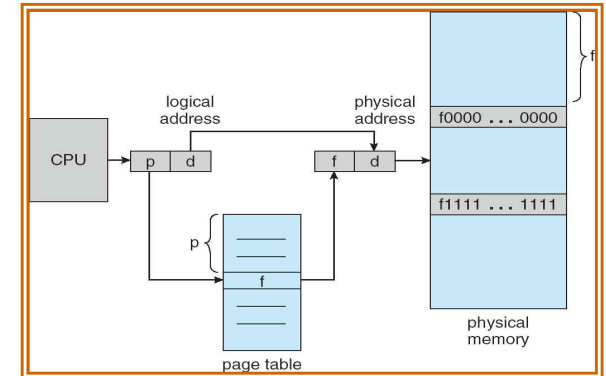 logical
address
physical
address
f
f0000 ... 0000
CPU
p d
f d
f1111 ... 1111
p
f
physical
memory
page table